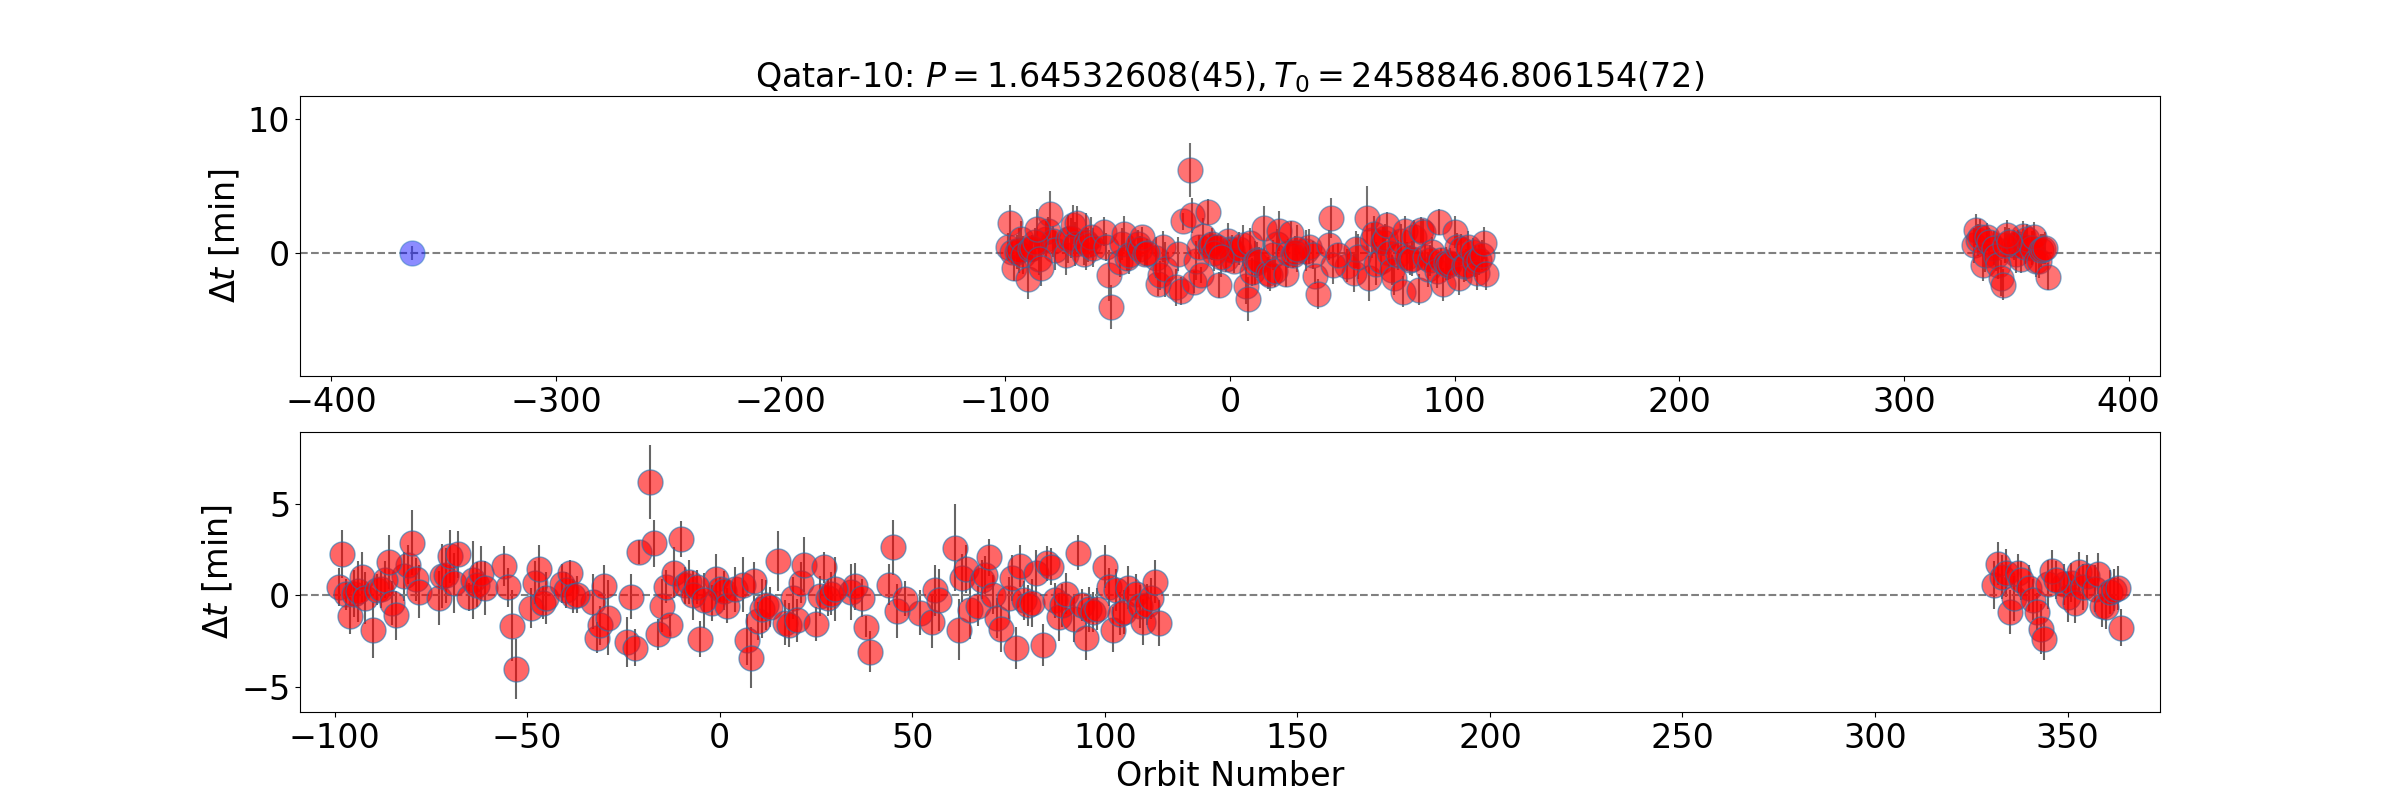 Qatar-10: P = 1.64532608(45), T₀ = 2458846.806154(72)
10
0
Δt [min]
−400 −300 −200 −100 0 100 200 300 400
5
0
−5
Δt [min]
−100 −50 0 50 100 150 200 250 300 350
Orbit Number